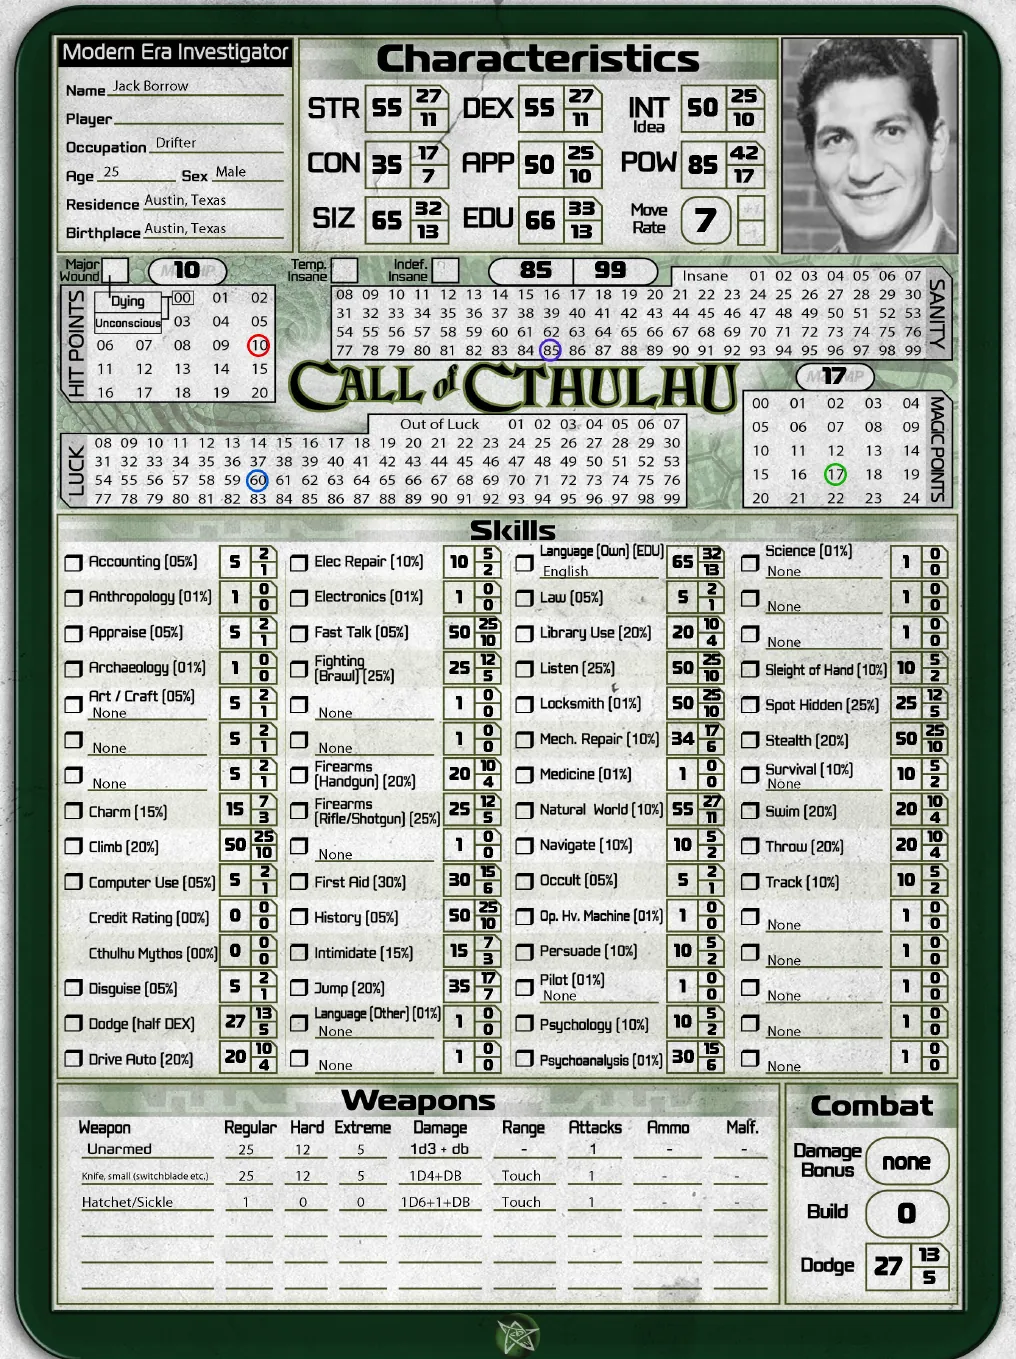 Modern Era Investigator
Name Jack Borrow
Player
Occupation Drifter
Age 25 Sex Male
Residence Austin, Texas
Birthplace Austin, Texas
Characteristics
STR 55 27 11 DEX 55 27 11 INT Idea 50 25 10
CON 35 17 7 APP 50 25 10 POW 85 42 17
SIZ 65 32 13 EDU 66 33 13 Move Rate 7
Major Wound 10
HIT POINTS
Dying 00 01 02
Unconscious 03 04 05
06 07 08 09 10
11 12 13 14 15
16 17 18 19 20
Temp. Insane Indef. Insane 85 99
SANITY
Insane 01 02 03 04 05 06 07
08 09 10 11 12 13 14 15 16 17 18 19 20 21 22 23 24 25 26 27 28 29 30
31 32 33 34 35 36 37 38 39 40 41 42 43 44 45 46 47 48 49 50 51 52 53
54 55 56 57 58 59 60 61 62 63 64 65 66 67 68 69 70 71 72 73 74 75 76
77 78 79 80 81 82 83 84 85 86 87 88 89 90 91 92 93 94 95 96 97 98 99
CALL of CTHULHU
LUCK
Out of Luck 01 02 03 04 05 06 07
08 09 10 11 12 13 14 15 16 17 18 19 20 21 22 23 24 25 26 27 28 29 30
31 32 33 34 35 36 37 38 39 40 41 42 43 44 45 46 47 48 49 50 51 52 53
54 55 56 57 58 59 60 61 62 63 64 65 66 67 68 69 70 71 72 73 74 75 76
77 78 79 80 81 82 83 84 85 86 87 88 89 90 91 92 93 94 95 96 97 98 99
17
MAGIC POINTS
00 01 02 03 04
05 06 07 08 09
10 11 12 13 14
15 16 17 18 19
20 21 22 23 24
Skills
Accounting (05%) 5 2 1
Anthropology (01%) 1 0 0
Appraise (05%) 5 2 1
Archaeology (01%) 1 0 0
Art / Craft (05%) None 5 2 1
None 5 2 1
None 5 2 1
Charm (15%) 15 7 3
Climb (20%) 50 25 10
Computer Use (05%) 5 2 1
Credit Rating (00%) 0 0 0
Cthulhu Mythos (00%) 0 0 0
Disguise (05%) 5 2 1
Dodge (half DEX) 27 13 5
Drive Auto (20%) 20 10 4
Elec Repair (10%) 10 5 2
Electronics (01%) 1 0 0
Fast Talk (05%) 50 25 10
Fighting (Brawl) (25%) 25 12 5
None 1 0 0
None 1 0 0
Firearms (Handgun) (20%) 20 10 4
Firearms (Rifle/Shotgun) (25%) 25 12 5
None 1 0 0
First Aid (30%) 30 15 6
History (05%) 50 25 10
Intimidate (15%) 15 7 3
Jump (20%) 35 17 7
Language (Other) (01%) None 1 0 0
None 1 0 0
Language (Own) (EDU) English 65 32 13
Law (05%) 5 2 1
Library Use (20%) 20 10 4
Listen (25%) 50 25 10
Locksmith (01%) 50 25 10
Mech. Repair (10%) 34 17 6
Medicine (01%) 1 0 0
Natural World (10%) 55 27 11
Navigate (10%) 10 5 2
Occult (05%) 5 2 1
Op. Hv. Machine (01%) 1 0 0
Persuade (10%) 10 5 2
Pilot (01%) None 1 0 0
Psychology (10%) 10 5 2
Psychoanalysis (01%) 30 15 6
Science (01%) None 1 0 0
None 1 0 0
None 1 0 0
Sleight of Hand (10%) 10 5 2
Spot Hidden (25%) 25 12 5
Stealth (20%) 50 25 10
Survival (10%) None 10 5 2
Swim (20%) 20 10 4
Throw (20%) 20 10 4
Track (10%) 10 5 2
None 1 0 0
None 1 0 0
None 1 0 0
None 1 0 0
None 1 0 0
Weapons
Weapon Regular Hard Extreme Damage Range Attacks Ammo Malf.
Unarmed 25 12 5 1d3 + db - 1 - -
Knife, small (switchblade etc.) 25 12 5 1D4+DB Touch 1 - -
Hatchet/Sickle 1 0 0 1D6+1+DB Touch 1 - -
Combat
Damage Bonus none
Build 0
Dodge 27 13 5